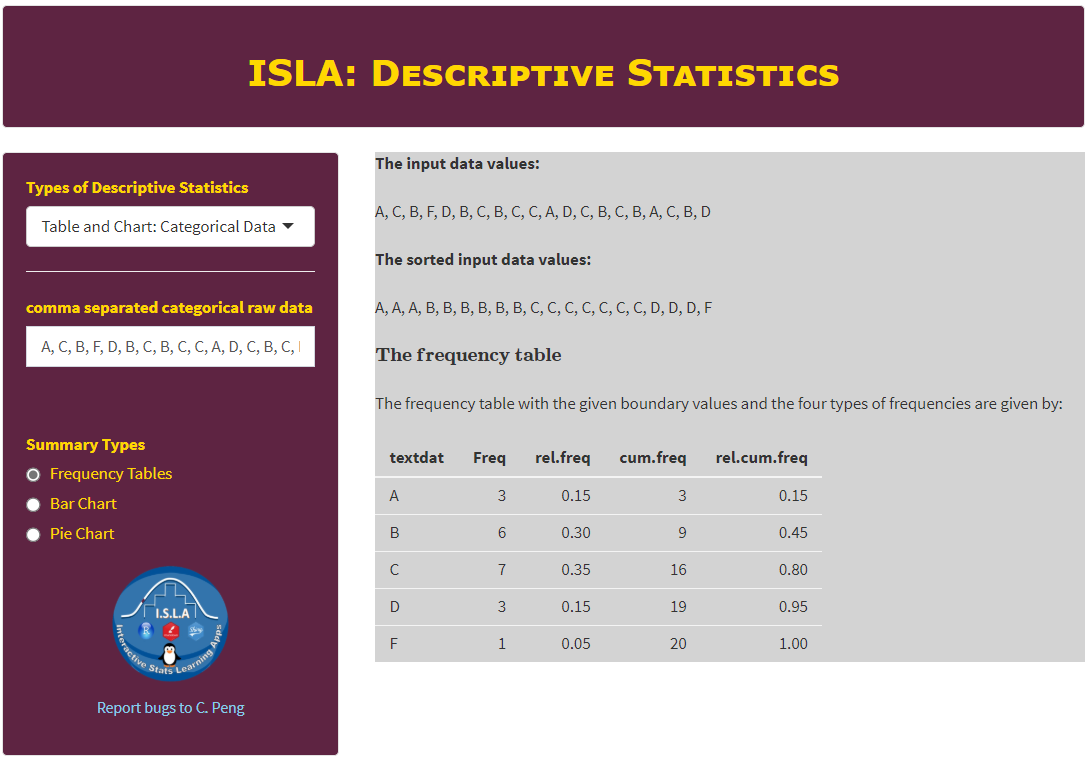 ISLA: Descriptive Statistics
Types of Descriptive Statistics
Table and Chart: Categorical Data
comma separated categorical raw data
A, C, B, F, D, B, C, B, C, C, A, D, C, B, C,
Summary Types
Frequency Tables
Bar Chart
Pie Chart
I.S.L.A
Interactive Stats Learning Apps
Report bugs to C. Peng
The input data values:
A, C, B, F, D, B, C, B, C, C, A, D, C, B, C, B, A, C, B, D
The sorted input data values:
A, A, A, B, B, B, B, B, B, C, C, C, C, C, C, C, D, D, D, F
The frequency table
The frequency table with the given boundary values and the four types of frequencies are given by:
textdat Freq rel.freq cum.freq rel.cum.freq
A 3 0.15 3 0.15
B 6 0.30 9 0.45
C 7 0.35 16 0.80
D 3 0.15 19 0.95
F 1 0.05 20 1.00